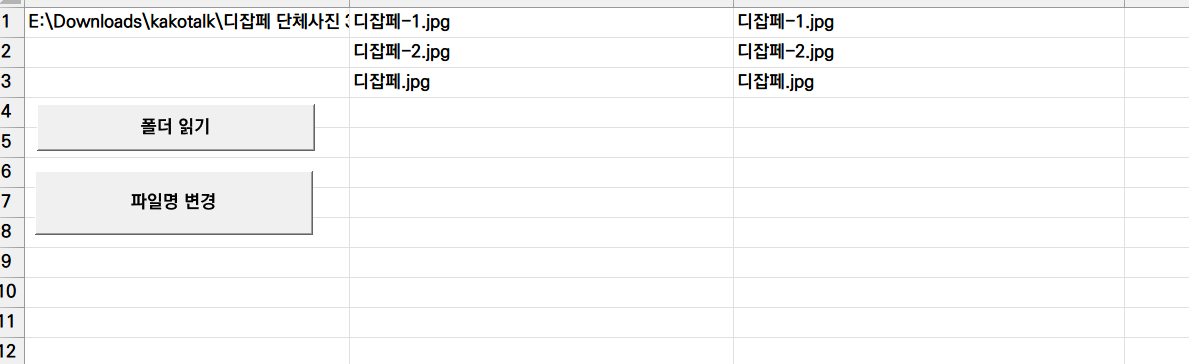 1 E:\Downloads\kakotalk\디잡페 단체사진 디잡페-1.jpg 디잡페-1.jpg
2 디잡페-2.jpg 디잡페-2.jpg
3 디잡페.jpg 디잡페.jpg
4
폴더 읽기
5
6
7 파일명 변경
8
9
10
11
12